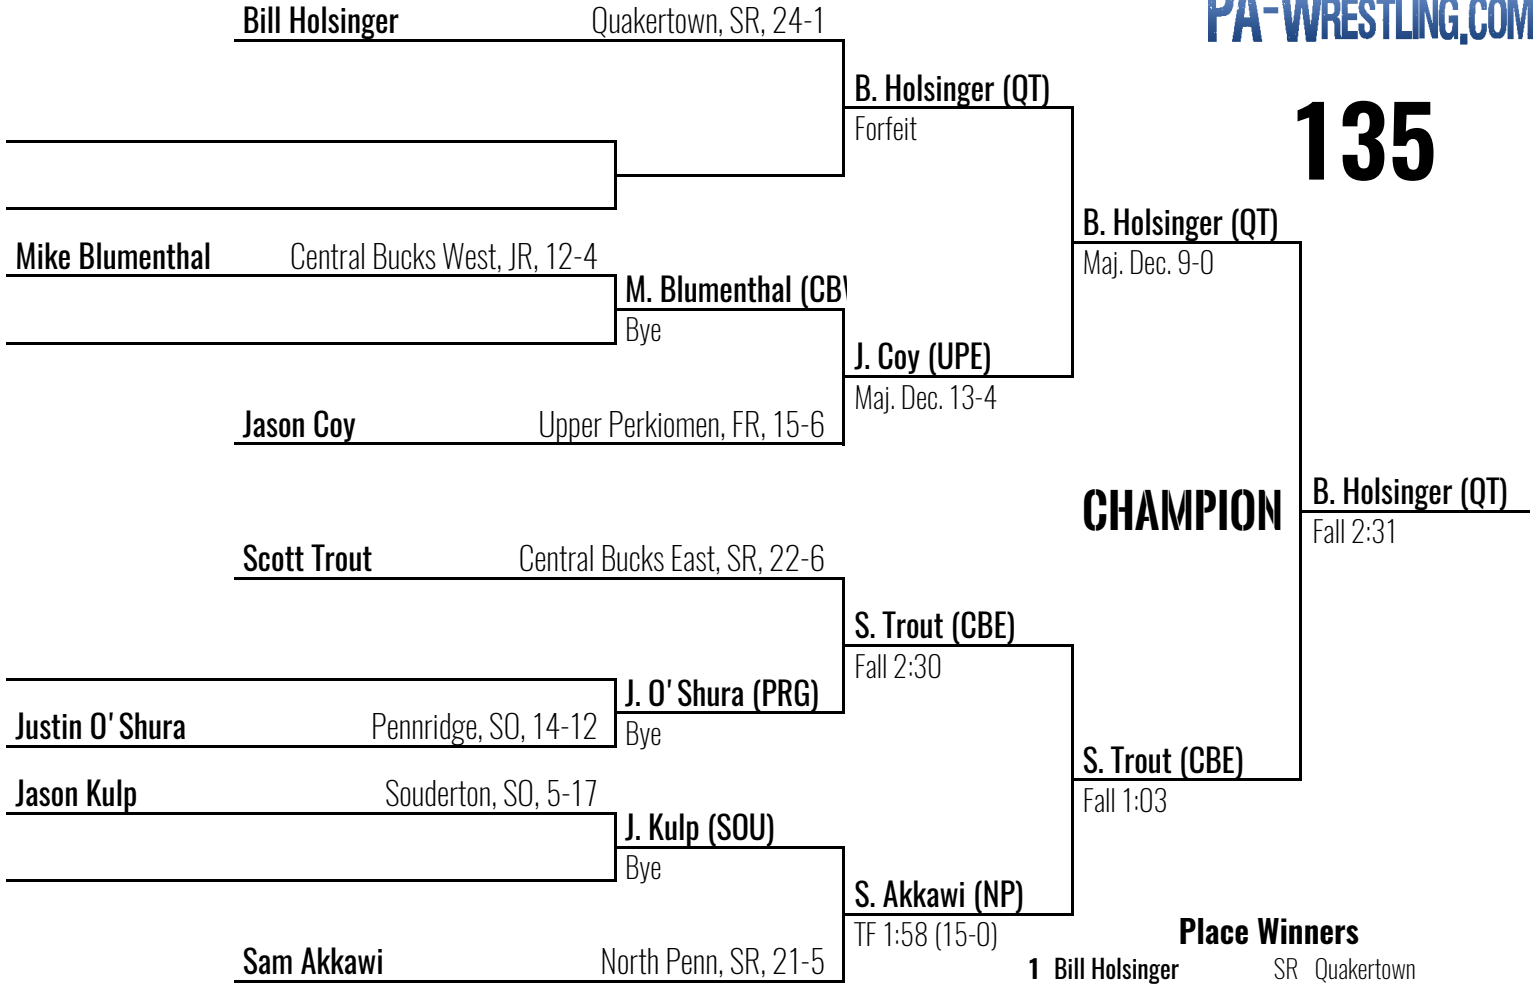 Bill Holsinger Quakertown, SR, 24-1
PA-WRESTLING.COM
B. Holsinger (QT)
Forfeit
135
B. Holsinger (QT)
Maj. Dec. 9-0
Mike Blumenthal Central Bucks West, JR, 12-4
M. Blumenthal (CB
Bye
J. Coy (UPE)
Maj. Dec. 13-4
Jason Coy Upper Perkiomen, FR, 15-6
CHAMPION
B. Holsinger (QT)
Fall 2:31
Scott Trout Central Bucks East, SR, 22-6
S. Trout (CBE)
Fall 2:30
J. O'Shura (PRG)
Justin O'Shura Pennridge, SO, 14-12
Bye
S. Trout (CBE)
Fall 1:03
Jason Kulp Souderton, SO, 5-17
J. Kulp (SOU)
Bye
S. Akkawi (NP)
TF 1:58 (15-0)
Sam Akkawi North Penn, SR, 21-5
Place Winners
1 Bill Holsinger SR Quakertown